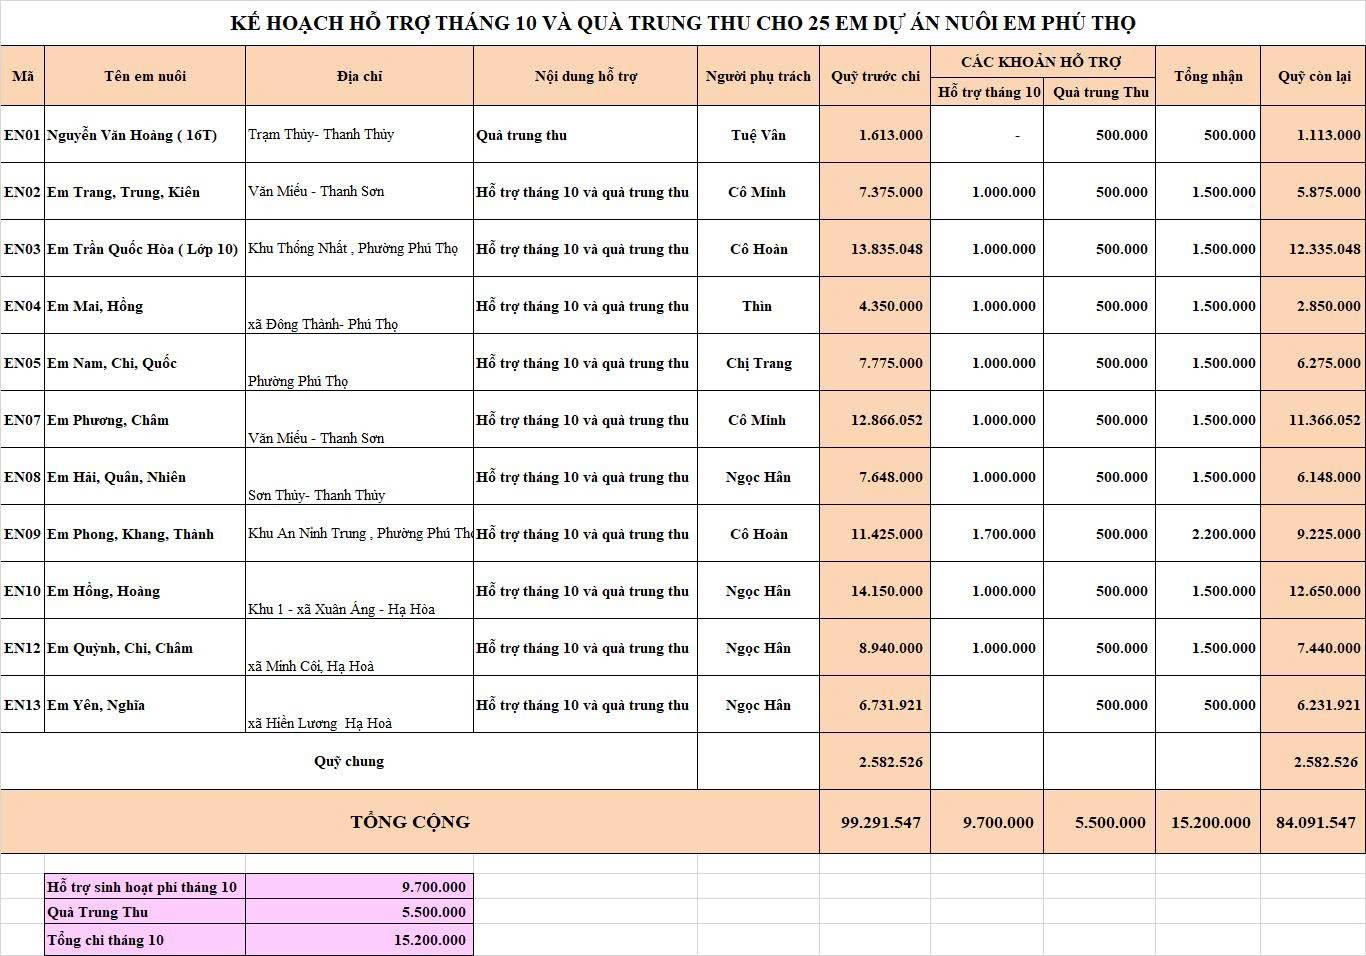 KẾ HOẠCH HỖ TRỢ THÁNG 10 VÀ QUÀ TRUNG THU CHO 25 EM DỰ ÁN NUÔI EM PHÚ THỌ
Mã Tên em nuôi Địa chỉ Nội dung hỗ trợ Người phụ trách Quỹ trước chi CÁC KHOẢN HỖ TRỢ Tổng nhận Quỹ còn lại
Hỗ trợ tháng 10 Quà trung Thu
EN01 Nguyễn Văn Hoàng ( 16T) Trạm Thủy- Thanh Thủy Quà trung thu Tuệ Vân 1.613.000 - 500.000 500.000 1.113.000
EN02 Em Trang, Trung, Kiên Văn Miếu - Thanh Sơn Hỗ trợ tháng 10 và quà trung thu Cô Minh 7.375.000 1.000.000 500.000 1.500.000 5.875.000
EN03 Em Trần Quốc Hòa ( Lớp 10) Khu Thống Nhất , Phường Phú Thọ Hỗ trợ tháng 10 và quà trung thu Cô Hoàn 13.835.048 1.000.000 500.000 1.500.000 12.335.048
EN04 Em Mai, Hồng xã Đông Thành- Phú Thọ Hỗ trợ tháng 10 và quà trung thu Thìn 4.350.000 1.000.000 500.000 1.500.000 2.850.000
EN05 Em Nam, Chi, Quốc Phường Phú Thọ Hỗ trợ tháng 10 và quà trung thu Chị Trang 7.775.000 1.000.000 500.000 1.500.000 6.275.000
EN07 Em Phương, Châm Văn Miếu - Thanh Sơn Hỗ trợ tháng 10 và quà trung thu Cô Minh 12.866.052 1.000.000 500.000 1.500.000 11.366.052
EN08 Em Hải, Quân, Nhiên Sơn Thủy- Thanh Thủy Hỗ trợ tháng 10 và quà trung thu Ngọc Hân 7.648.000 1.000.000 500.000 1.500.000 6.148.000
EN09 Em Phong, Khang, Thành Khu An Ninh Trung , Phường Phú Thọ Hỗ trợ tháng 10 và quà trung thu Cô Hoàn 11.425.000 1.700.000 500.000 2.200.000 9.225.000
EN10 Em Hồng, Hoàng Khu 1 - xã Xuân Áng - Hạ Hòa Hỗ trợ tháng 10 và quà trung thu Ngọc Hân 14.150.000 1.000.000 500.000 1.500.000 12.650.000
EN12 Em Quỳnh, Chi, Châm xã Minh Côi, Hạ Hoà Hỗ trợ tháng 10 và quà trung thu Ngọc Hân 8.940.000 1.000.000 500.000 1.500.000 7.440.000
EN13 Em Yên, Nghĩa xã Hiền Lương Hạ Hoà Hỗ trợ tháng 10 và quà trung thu Ngọc Hân 6.731.921 500.000 500.000 6.231.921
Quỹ chung 2.582.526 2.582.526
TỔNG CỘNG 99.291.547 9.700.000 5.500.000 15.200.000 84.091.547
Hỗ trợ sinh hoạt phí tháng 10 9.700.000
Quà Trung Thu 5.500.000
Tổng chi tháng 10 15.200.000